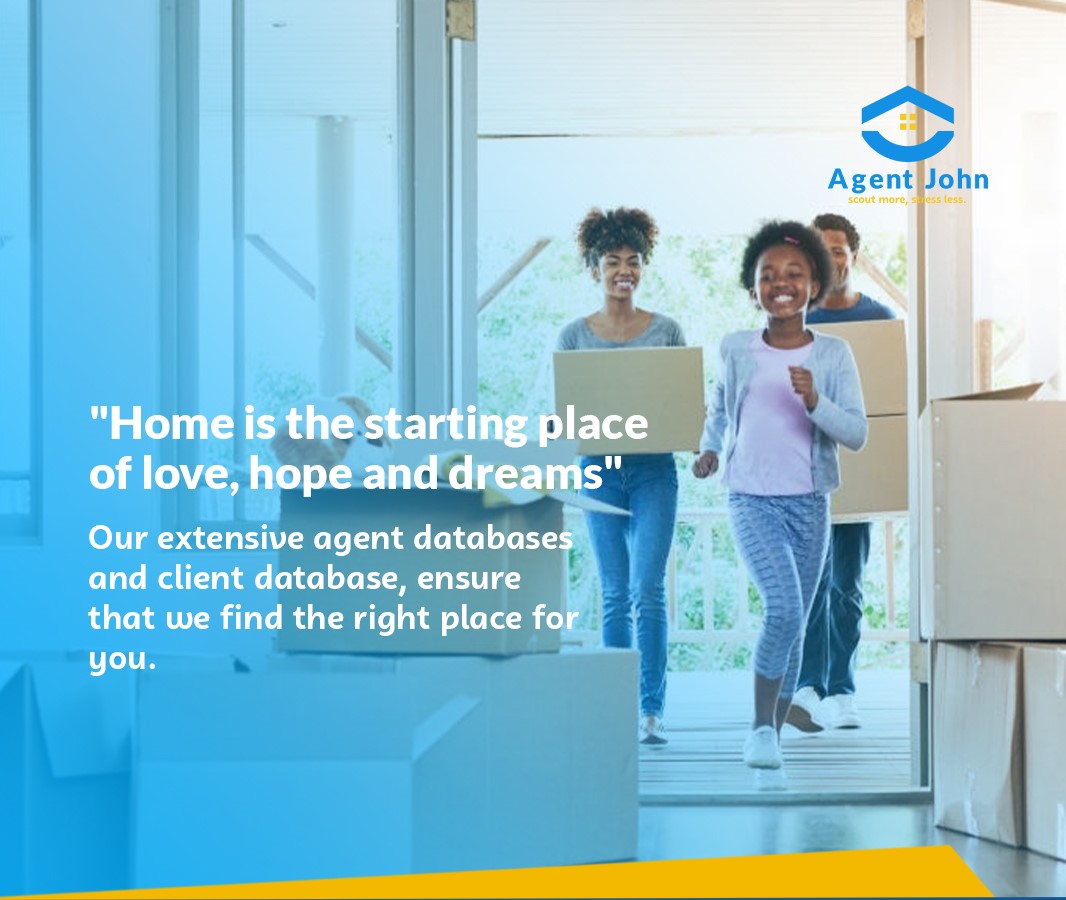 Agent John
scout more, stress less.
"Home is the starting place
of love, hope and dreams"
Our extensive agent databases
and client database, ensure
that we find the right place for
you.